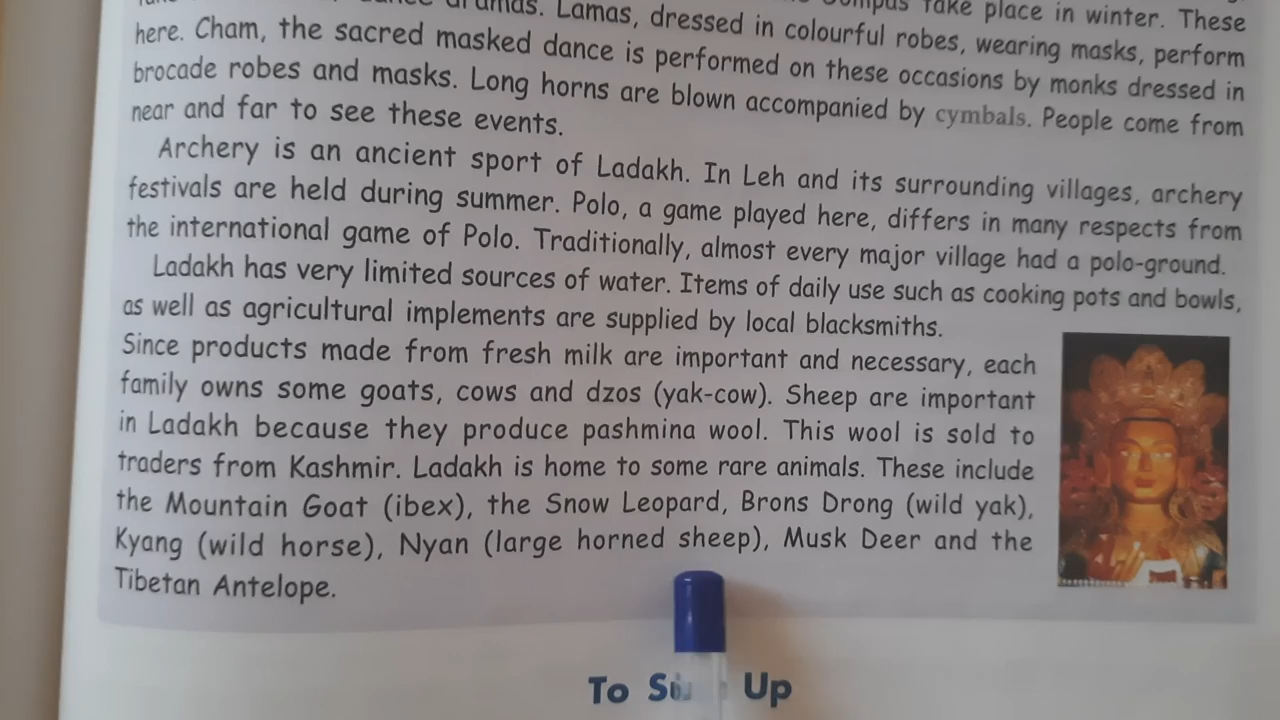 dance dramas. Lamas, dressed in colourful robes, wearing masks, perform
take place in winter. These
here. Cham, the sacred masked dance is performed on these occasions by monks dressed in
brocade robes and masks. Long horns are blown accompanied by cymbals. People come from
near and far to see these events.
Archery is an ancient sport of Ladakh. In Leh and its surrounding villages, archery
festivals are held during summer. Polo, a game played here, differs in many respects from
the international game of Polo. Traditionally, almost every major village had a polo-ground.
Ladakh has very limited sources of water. Items of daily use such as cooking pots and bowls,
as well as agricultural implements are supplied by local blacksmiths.
Since products made from fresh milk are important and necessary, each
family owns some goats, cows and dzos (yak-cow). Sheep are important
in Ladakh because they produce pashmina wool. This wool is sold to
traders from Kashmir. Ladakh is home to some rare animals. These include
the Mountain Goat (ibex), the Snow Leopard, Brons Drong (wild yak),
Kyang (wild horse), Nyan (large horned sheep), Musk Deer and the
Tibetan Antelope.
To Up